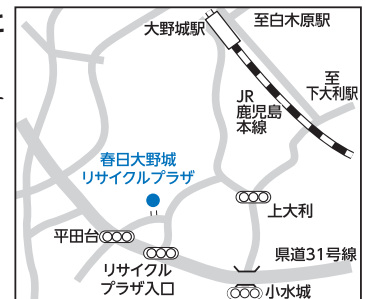 至白木原駅
大野城駅
至
下大利駅
JR
鹿児島
本線
春日大野城
リサイクルプラザ
上大利
平田台
県道31号線
リサイクル
プラザ入口
小水城